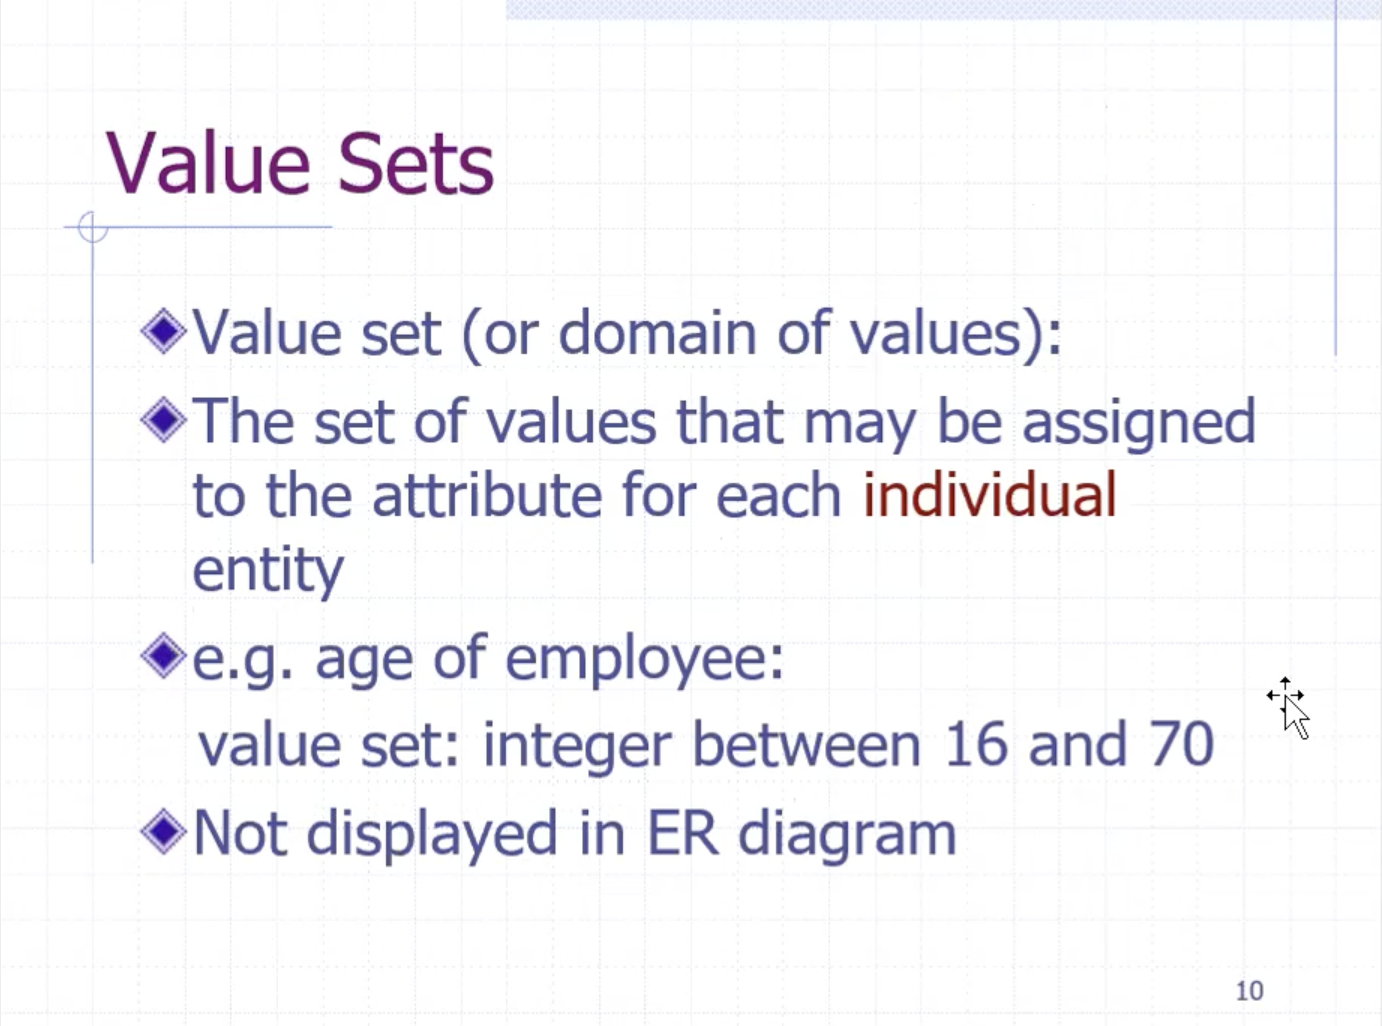 Value Sets
Value set (or domain of values):
The set of values that may be assigned
to the attribute for each individual
entity
e.g. age of employee:
value set: integer between 16 and 70
Not displayed in ER diagram
10